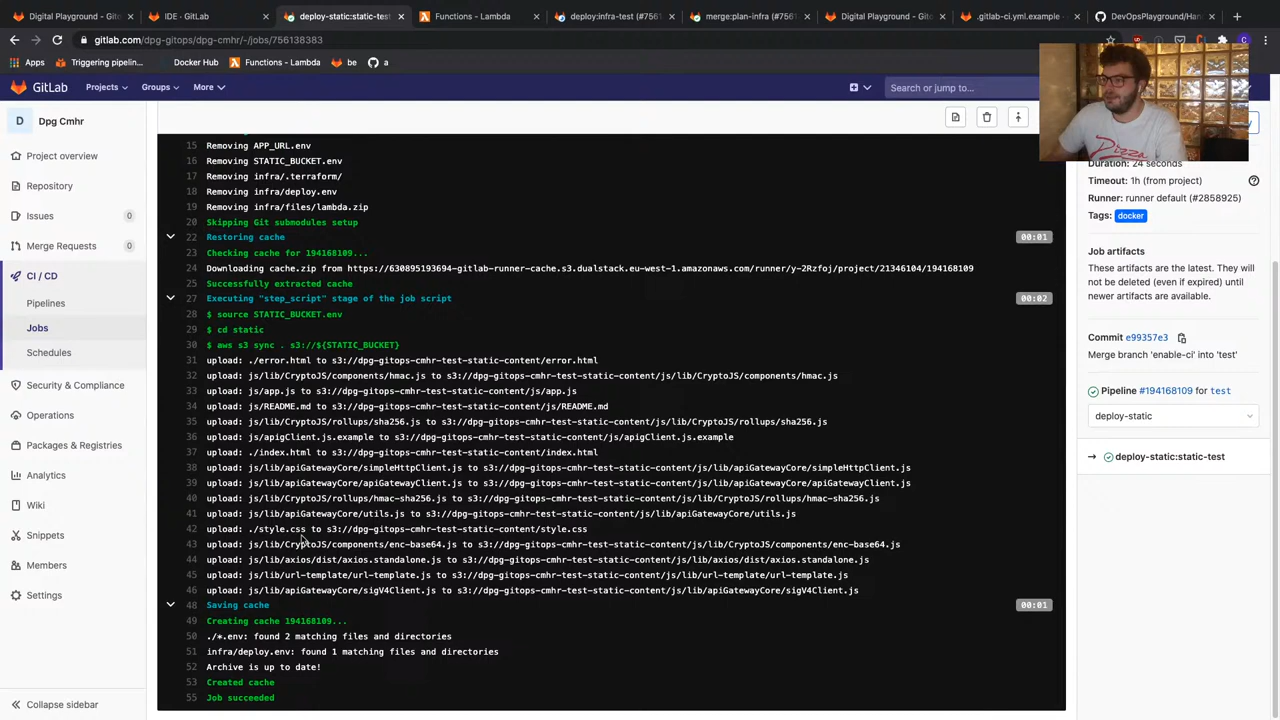 Digital Playground - Gi
IDE · GitLab
deploy-static:static-test
Functions - Lambda
deploy:infra-test (#7561
merge:plan-infra (#7561
Digital Playground · Git
.gitlab-ci.yml.example
DevOpsPlayground/Han
gitlab.com/dpg-gitops/dpg-cmhr/-/jobs/756138383
Apps
Triggering pipelin...
Docker Hub
Functions - Lambda
be
a
GitLab
Projects
Groups
More
Search or jump to...
D
Dpg Cmhr
Project overview
Repository
Issues
0
Merge Requests
0
CI / CD
Pipelines
Jobs
Schedules
Security & Compliance
Operations
Packages & Registries
Analytics
Wiki
Snippets
Members
Settings
Collapse sidebar
15 Removing APP_URL.env
16 Removing STATIC_BUCKET.env
17 Removing infra/.terraform/
18 Removing infra/deploy.env
19 Removing infra/files/lambda.zip
20 Skipping Git submodules setup
22 Restoring cache 00:01
23 Checking cache for 194168109...
24 Downloading cache.zip from https://630895193694-gitlab-runner-cache.s3.dualstack.eu-west-1.amazonaws.com/runner/y-2Rzfoj/project/21346104/194168109
25 Successfully extracted cache
27 Executing "step_script" stage of the job script 00:02
28 $ source STATIC_BUCKET.env
29 $ cd static
30 $ aws s3 sync . s3://${STATIC_BUCKET}
31 upload: ./error.html to s3://dpg-gitops-cmhr-test-static-content/error.html
32 upload: js/lib/CryptoJS/components/hmac.js to s3://dpg-gitops-cmhr-test-static-content/js/lib/CryptoJS/components/hmac.js
33 upload: js/app.js to s3://dpg-gitops-cmhr-test-static-content/js/app.js
34 upload: js/README.md to s3://dpg-gitops-cmhr-test-static-content/js/README.md
35 upload: js/lib/CryptoJS/rollups/sha256.js to s3://dpg-gitops-cmhr-test-static-content/js/lib/CryptoJS/rollups/sha256.js
36 upload: js/apigClient.js.example to s3://dpg-gitops-cmhr-test-static-content/js/apigClient.js.example
37 upload: ./index.html to s3://dpg-gitops-cmhr-test-static-content/index.html
38 upload: js/lib/apiGatewayCore/simpleHttpClient.js to s3://dpg-gitops-cmhr-test-static-content/js/lib/apiGatewayCore/simpleHttpClient.js
39 upload: js/lib/apiGatewayCore/apiGatewayClient.js to s3://dpg-gitops-cmhr-test-static-content/js/lib/apiGatewayCore/apiGatewayClient.js
40 upload: js/lib/CryptoJS/rollups/hmac-sha256.js to s3://dpg-gitops-cmhr-test-static-content/js/lib/CryptoJS/rollups/hmac-sha256.js
41 upload: js/lib/apiGatewayCore/utils.js to s3://dpg-gitops-cmhr-test-static-content/js/lib/apiGatewayCore/utils.js
42 upload: ./style.css to s3://dpg-gitops-cmhr-test-static-content/style.css
43 upload: js/lib/CryptoJS/components/enc-base64.js to s3://dpg-gitops-cmhr-test-static-content/js/lib/CryptoJS/components/enc-base64.js
44 upload: js/lib/axios/dist/axios.standalone.js to s3://dpg-gitops-cmhr-test-static-content/js/lib/axios/dist/axios.standalone.js
45 upload: js/lib/url-template/url-template.js to s3://dpg-gitops-cmhr-test-static-content/js/lib/url-template/url-template.js
46 upload: js/lib/apiGatewayCore/sigV4Client.js to s3://dpg-gitops-cmhr-test-static-content/js/lib/apiGatewayCore/sigV4Client.js
48 Saving cache 00:01
49 Creating cache 194168109...
50 ./*.env: found 2 matching files and directories
51 infra/deploy.env: found 1 matching files and directories
52 Archive is up to date!
53 Created cache
55 Job succeeded
Duration: 24 seconds
Timeout: 1h (from project)
Runner: runner default (#2858925)
Tags: docker
Job artifacts
These artifacts are the latest. They will
not be deleted (even if expired) until
newer artifacts are available.
Commit e99357e3
Merge branch 'enable-ci into 'test'
Pipeline #194168109 for test
deploy-static
deploy-static:static-test